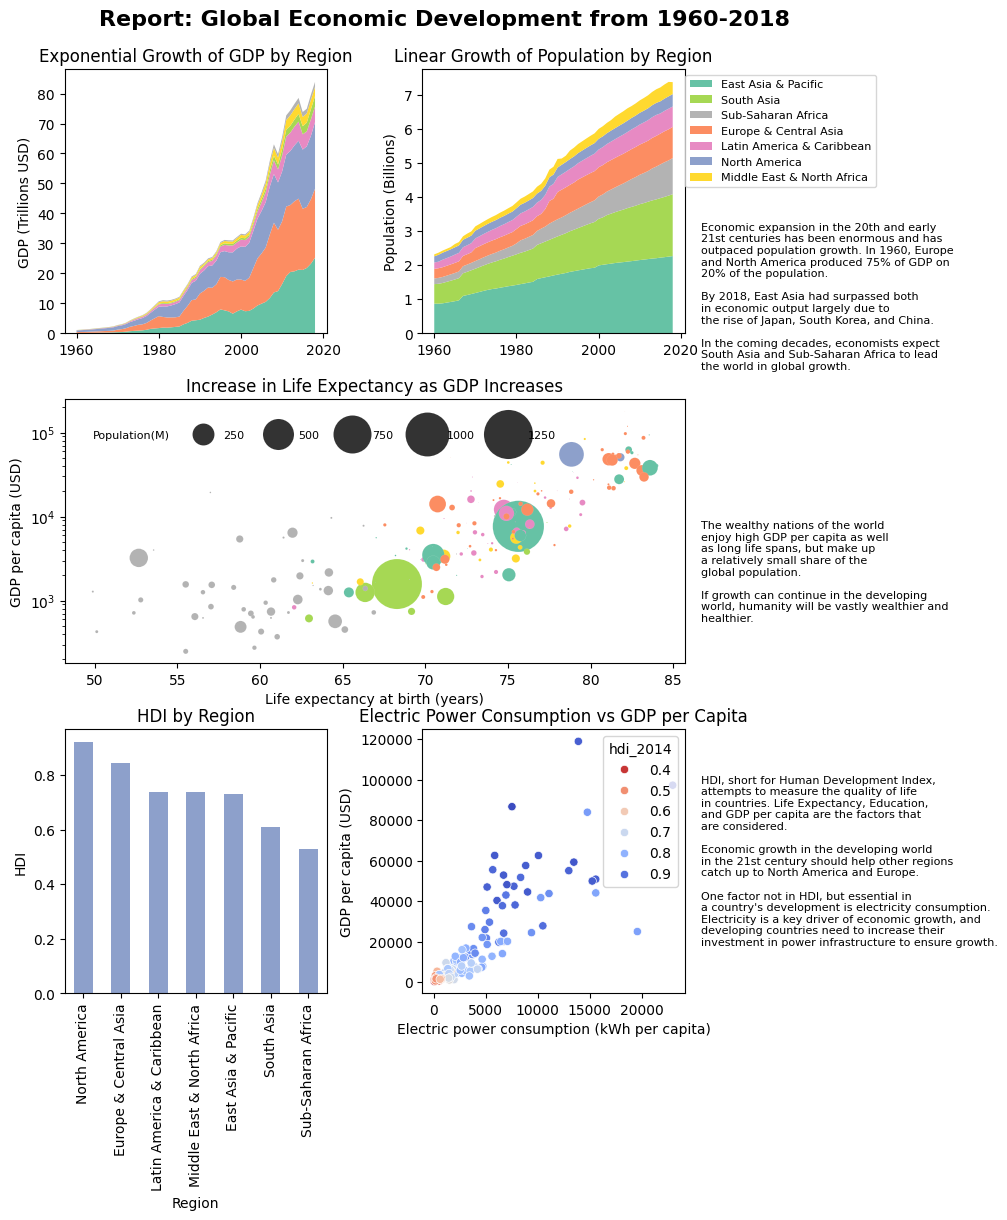 Report: Global Economic Development from 1960-2018
Exponential Growth of GDP by Region
GDP (Trillions USD)
80
70
60
50
40
30
20
10
0
1960
1980
2000
2020
Linear Growth of Population by Region
Population (Billions)
7
6
5
4
3
2
1
0
1960
1980
2000
2020
East Asia & Pacific
South Asia
Sub-Saharan Africa
Europe & Central Asia
Latin America & Caribbean
North America
Middle East & North Africa
Economic expansion in the 20th and early
21st centuries has been enormous and has
outpaced population growth. In 1960, Europe
and North America produced 75% of GDP on
20% of the population.
By 2018, East Asia had surpassed both
in economic output largely due to
the rise of Japan, South Korea, and China.
In the coming decades, economists expect
South Asia and Sub-Saharan Africa to lead
the world in global growth.
Increase in Life Expectancy as GDP Increases
GDP per capita (USD)
10^5
10^4
10^3
Population(M)
250
500
750
1000
1250
50
55
60
65
70
75
80
85
Life expectancy at birth (years)
The wealthy nations of the world
enjoy high GDP per capita as well
as long life spans, but make up
a relatively small share of the
global population.
If growth can continue in the developing
world, humanity will be vastly wealthier and
healthier.
HDI by Region
HDI
0.8
0.6
0.4
0.2
0.0
North America
Europe & Central Asia
Latin America & Caribbean
Middle East & North Africa
East Asia & Pacific
South Asia
Sub-Saharan Africa
Region
Electric Power Consumption vs GDP per Capita
GDP per capita (USD)
120000
100000
80000
60000
40000
20000
0
hdi_2014
0.4
0.5
0.6
0.7
0.8
0.9
0
5000
10000
15000
20000
Electric power consumption (kWh per capita)
HDI, short for Human Development Index,
attempts to measure the quality of life
in countries. Life Expectancy, Education,
and GDP per capita are the factors that
are considered.
Economic growth in the developing world
in the 21st century should help other regions
catch up to North America and Europe.
One factor not in HDI, but essential in
a country's development is electricity consumption.
Electricity is a key driver of economic growth, and
developing countries need to increase their
investment in power infrastructure to ensure growth.